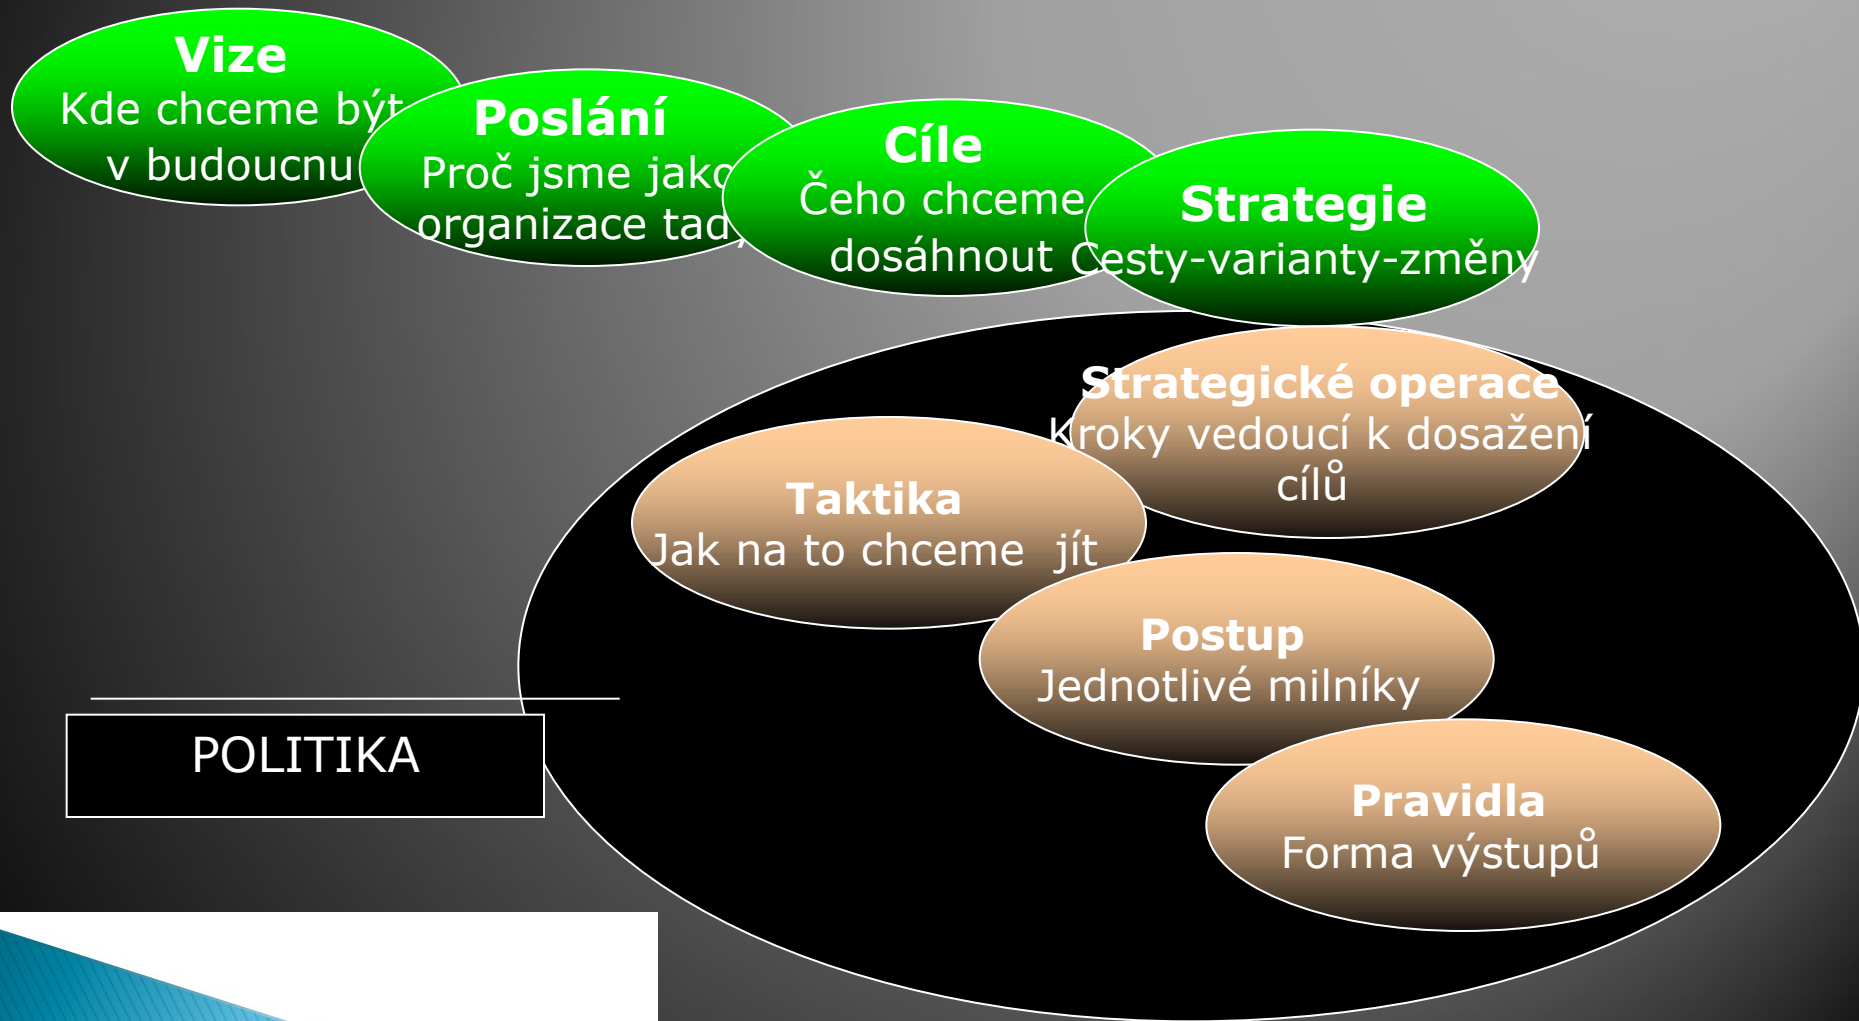 Vize
Kde chceme být
v budoucnu
Poslání
Proč jsme jako
organizace tady
Cíle
Čeho chceme
dosáhnout
Strategie
Cesty-varianty-změny
Strategické operace
Kroky vedoucí k dosažení
cílů
Taktika
Jak na to chceme  jít
Postup
Jednotlivé milníky
POLITIKA
Pravidla
Forma výstupů